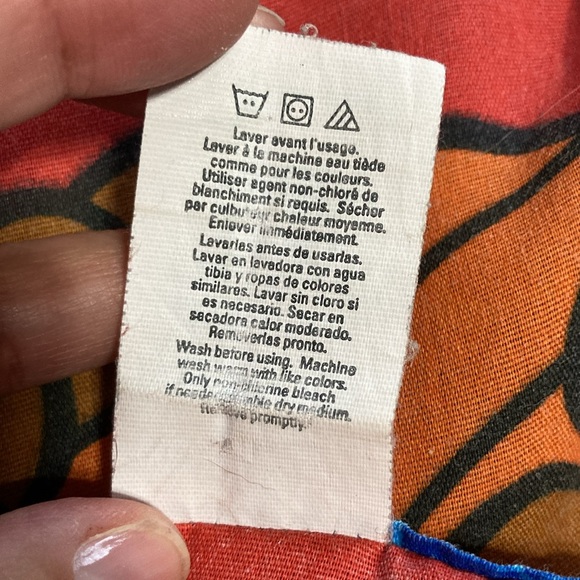 Laver avant l'usage.
Laver à la machine eau tiède
comme pour les couleurs.
Utiliser agent non-chloré de
blanchiment si requis. Sécher
par culbuteur chaleur moyenne.
Enlever immédiatement.
Lavarlas antes de usarlas.
Lavar en lavadora con agua
tibia y ropas de colores
similares. Lavar sin cloro si
es necesario. Secar en
secadora calor moderado.
Removerlas pronto.
Wash before using. Machine
wash warm with like colors.
Only non-chlorine bleach
if needed. Tumble dry medium.
Remove promptly.